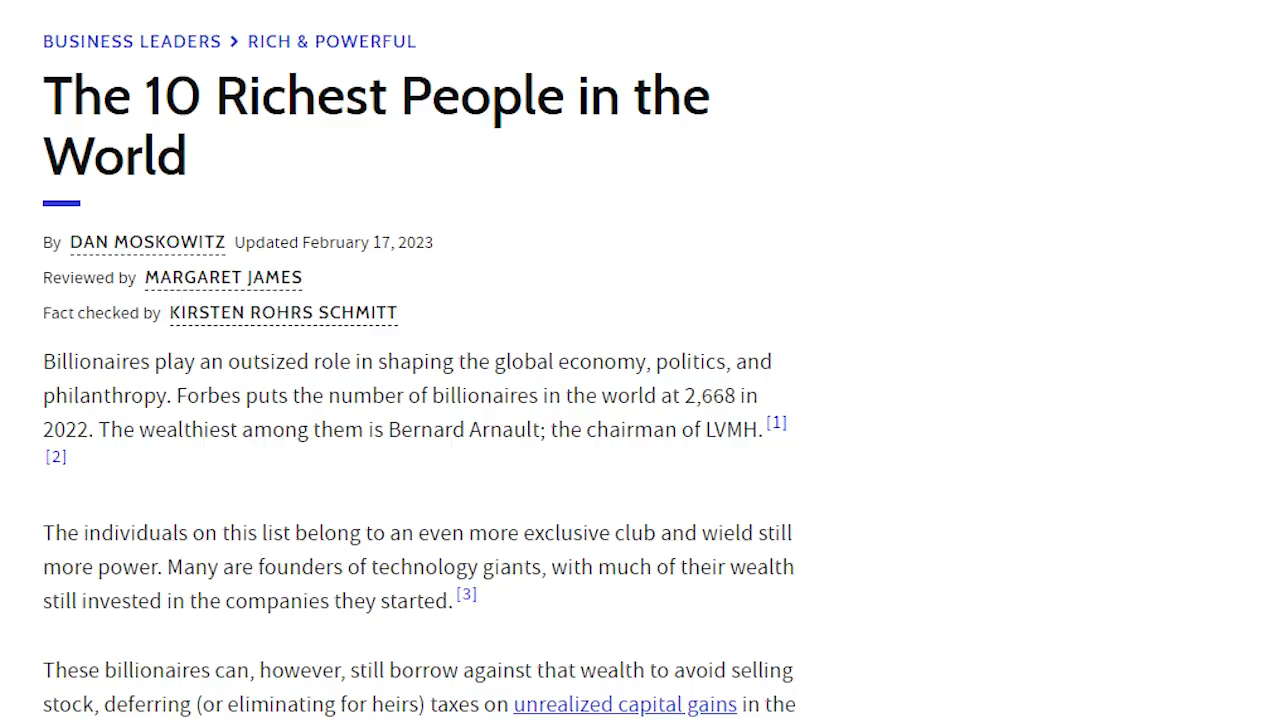 BUSINESS LEADERS > RICH & POWERFUL
The 10 Richest People in the
World
By DAN MOSKOWITZ Updated February 17, 2023
Reviewed by MARGARET JAMES
Fact checked by KIRSTEN ROHRS SCHMITT
Billionaires play an outsized role in shaping the global economy, politics, and
philanthropy. Forbes puts the number of billionaires in the world at 2,668 in
2022. The wealthiest among them is Bernard Arnault; the chairman of LVMH. [1]
[2]
The individuals on this list belong to an even more exclusive club and wield still
more power. Many are founders of technology giants, with much of their wealth
still invested in the companies they started. [3]
These billionaires can, however, still borrow against that wealth to avoid selling
stock, deferring (or eliminating for heirs) taxes on unrealized capital gains in the